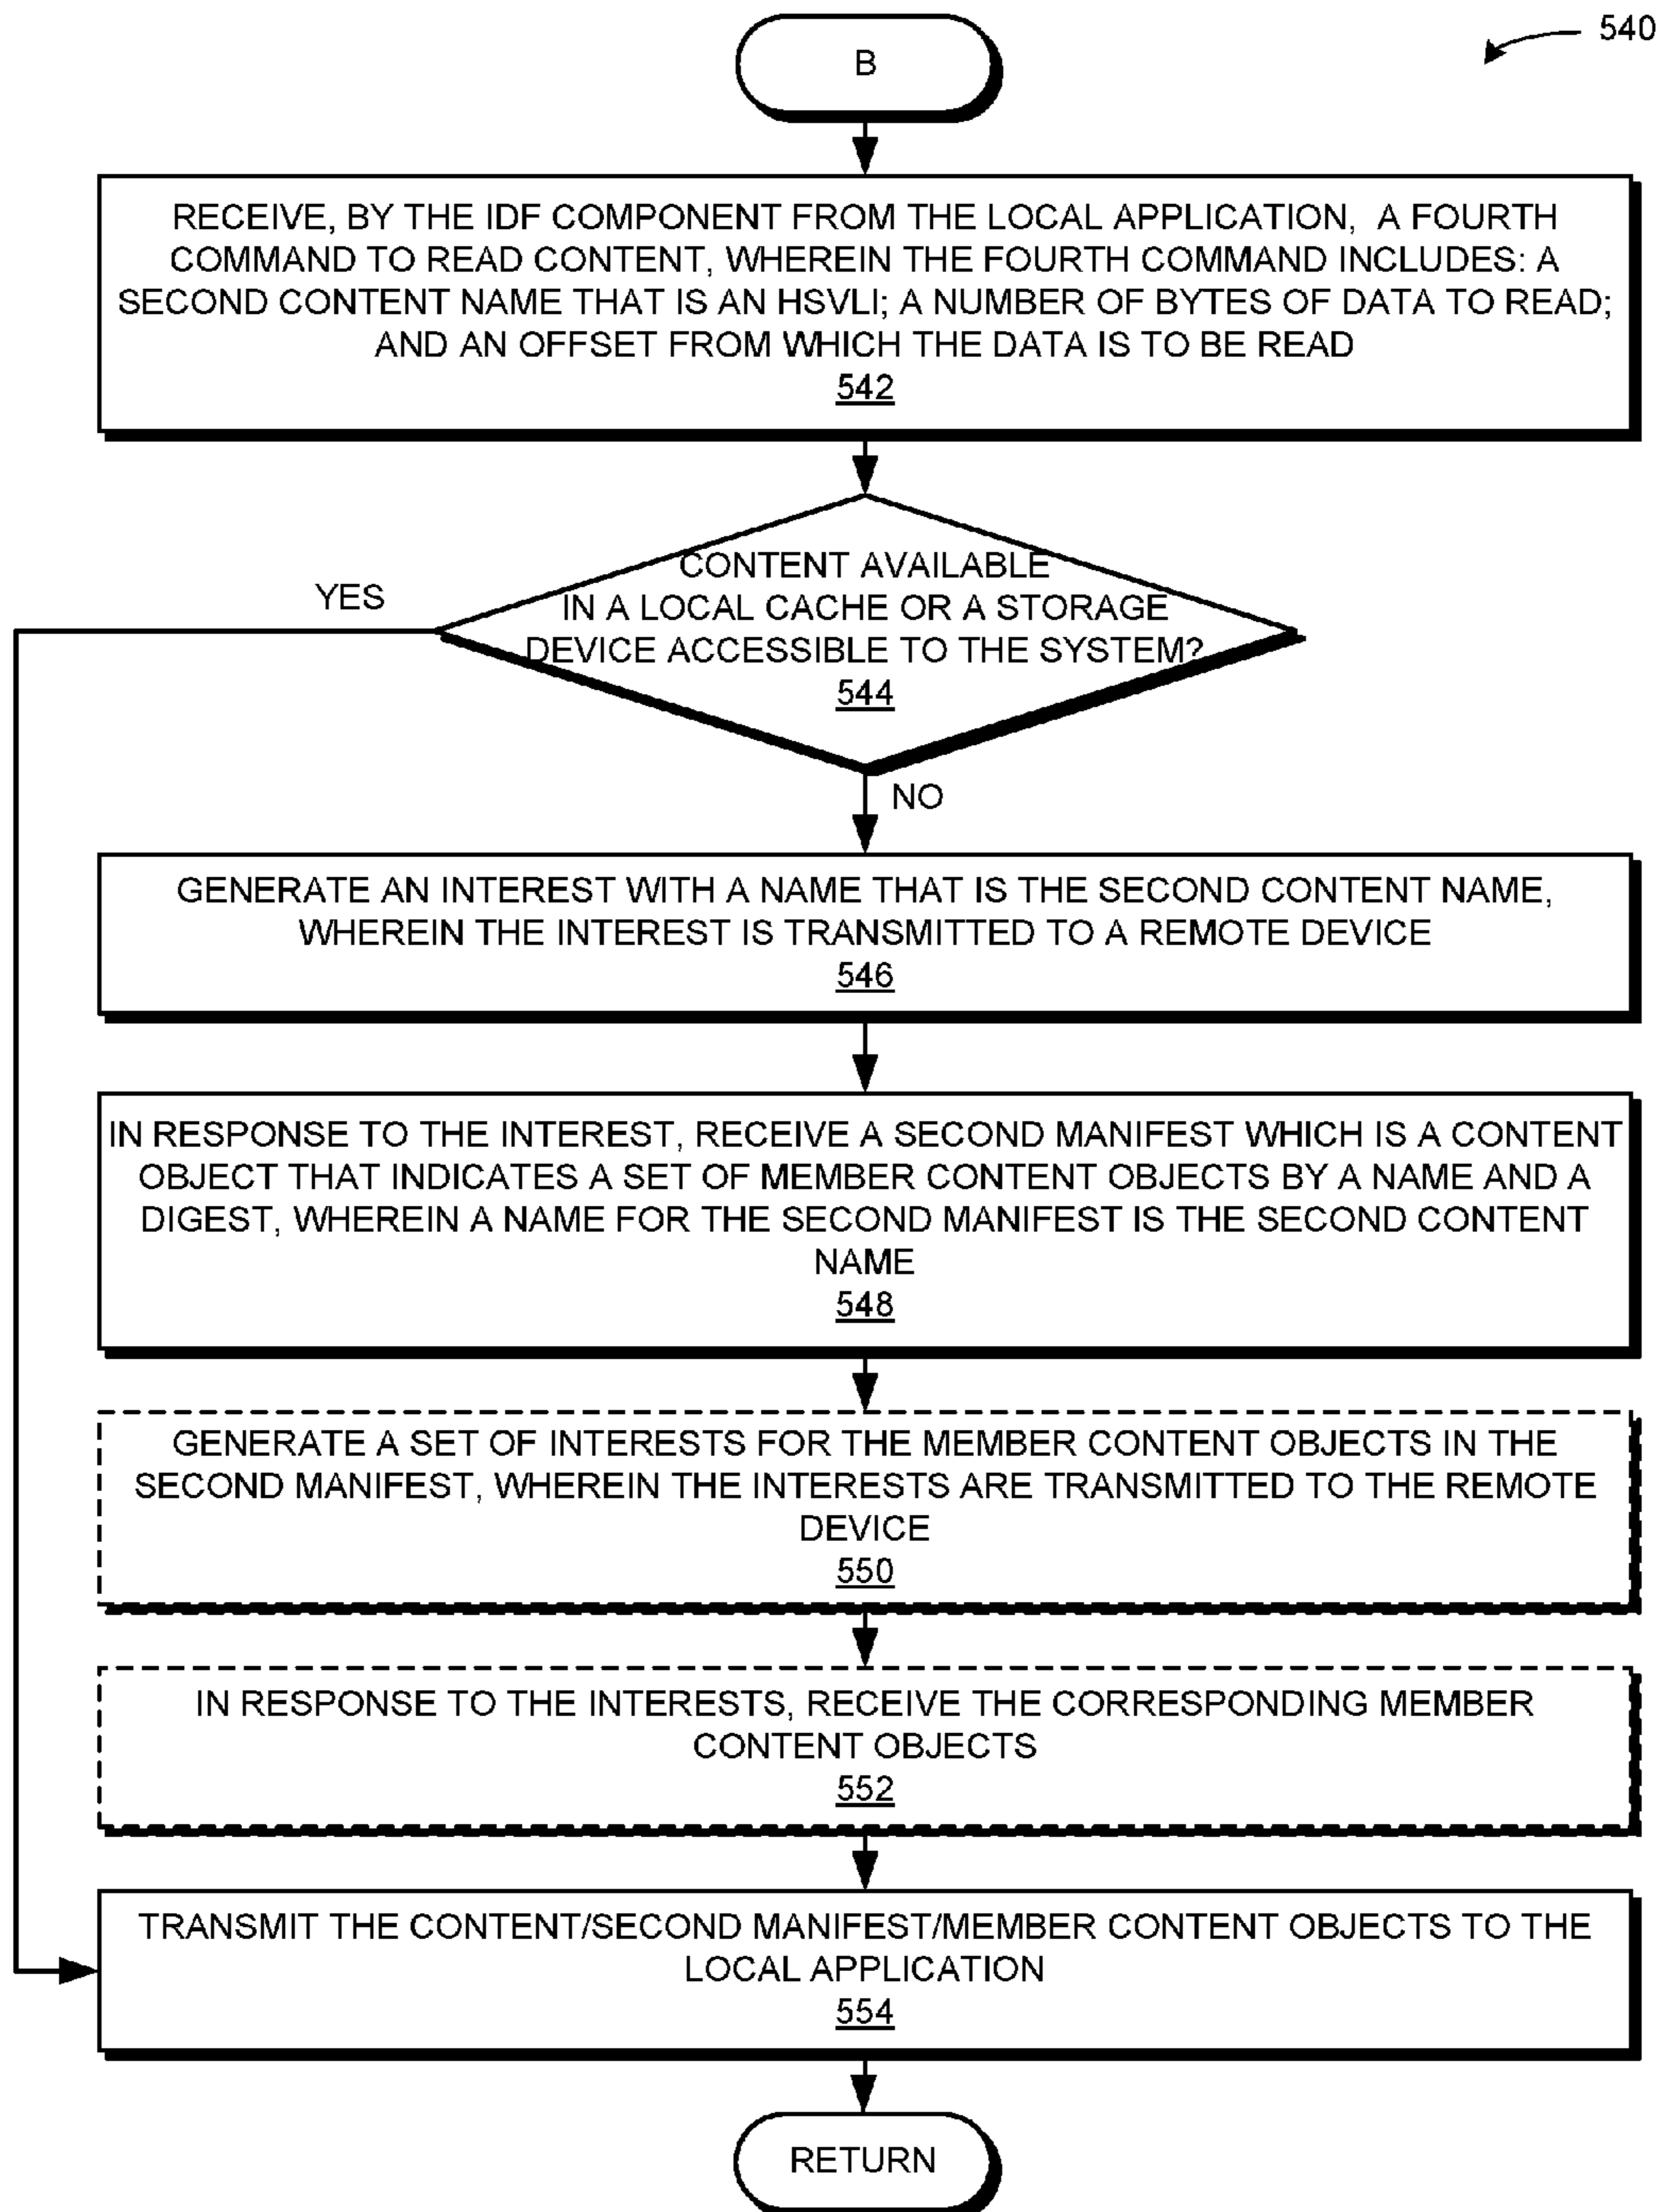 540
B
RECEIVE, BY THE IDF COMPONENT FROM THE LOCAL APPLICATION, A FOURTH
COMMAND TO READ CONTENT, WHEREIN THE FOURTH COMMAND INCLUDES: A
SECOND CONTENT NAME THAT IS AN HSVLI; A NUMBER OF BYTES OF DATA TO READ;
AND AN OFFSET FROM WHICH THE DATA IS TO BE READ
542
CONTENT AVAILABLE
IN A LOCAL CACHE OR A STORAGE
DEVICE ACCESSIBLE TO THE SYSTEM?
544
YES
NO
GENERATE AN INTEREST WITH A NAME THAT IS THE SECOND CONTENT NAME,
WHEREIN THE INTEREST IS TRANSMITTED TO A REMOTE DEVICE
546
IN RESPONSE TO THE INTEREST, RECEIVE A SECOND MANIFEST WHICH IS A CONTENT
OBJECT THAT INDICATES A SET OF MEMBER CONTENT OBJECTS BY A NAME AND A
DIGEST, WHEREIN A NAME FOR THE SECOND MANIFEST IS THE SECOND CONTENT
NAME
548
GENERATE A SET OF INTERESTS FOR THE MEMBER CONTENT OBJECTS IN THE
SECOND MANIFEST, WHEREIN THE INTERESTS ARE TRANSMITTED TO THE REMOTE
DEVICE
550
IN RESPONSE TO THE INTERESTS, RECEIVE THE CORRESPONDING MEMBER
CONTENT OBJECTS
552
TRANSMIT THE CONTENT/SECOND MANIFEST/MEMBER CONTENT OBJECTS TO THE
LOCAL APPLICATION
554
RETURN